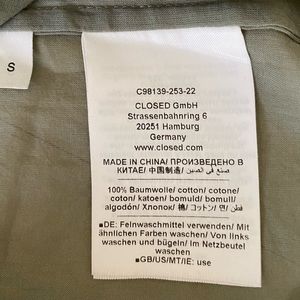 S
C98139-253-22
CLOSED GmbH
Strassenbahnring 6
20251 Hamburg
Germany
www.closed.com
MADE IN CHINA/ ПРОИЗВЕДЕНО В
КИТАЕ/ 中国制造/ صنع في الصين/
100% Baumwolle/ cotton/ cotone/
coton/ katoen/ bomuld/ bomull/
algodón/ Хлопок/ 棉/ コットン/ 면/ قطن/
■DE: Feinwaschmittel verwenden/ Mit
ähnlichen Farben waschen/ Von links
waschen und bügeln/ Im Netzbeutel
waschen
■GB/US/MT/IE: use